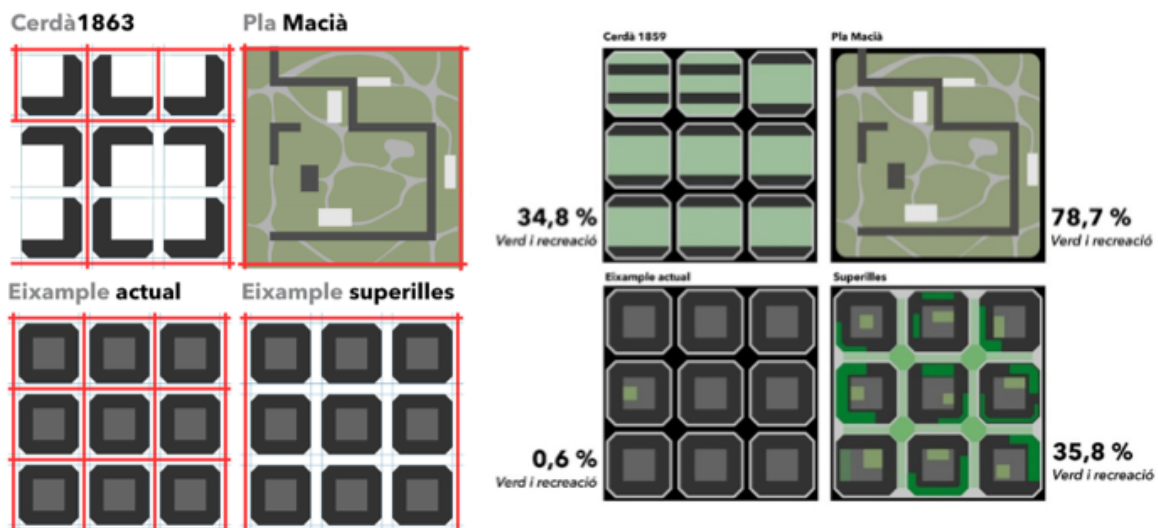 Cerdà1863
Pla Macià
Eixample actual
Eixample superilles
Cerdà 1859
Pla Macià
34,8 %
Verd i recreació
78,7 %
Verd i recreació
Eixample actual
Superilles
0,6 %
Verd i recreació
35,8 %
Verd i recreació